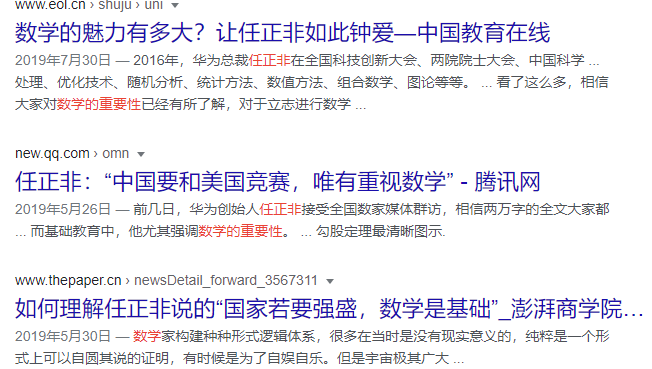 www.eol.cn › shuju › uni
数学的魅力有多大？让任正非如此钟爱—中国教育在线
2019年7月30日 — 2016年，华为总裁任正非在全国科技创新大会、两院院士大会、中国科学 ...
处理、优化技术、随机分析、统计方法、数值方法、组合数学、图论等等。 ... 看了这么多，相信
大家对数学的重要性已经有所了解，对于立志进行数学 ...
new.qq.com › omn
任正非：“中国要和美国竞赛，唯有重视数学” - 腾讯网
2019年5月26日 — 前几日，华为创始人任正非接受全国数家媒体群访，相信两万字的全文大家都
... 而基础教育中，他尤其强调数学的重要性。 ... 勾股定理最清晰图示.
www.thepaper.cn › newsDetail_forward_3567311
如何理解任正非说的“国家若要强盛，数学是基础”_澎湃商学院...
2019年5月30日 — 数学家构建种种形式逻辑体系，很多在当时是没有现实意义的，纯粹是一个形
式上可以自圆其说的证明，有时候是为了自娱自乐。但是宇宙极其广大 ...